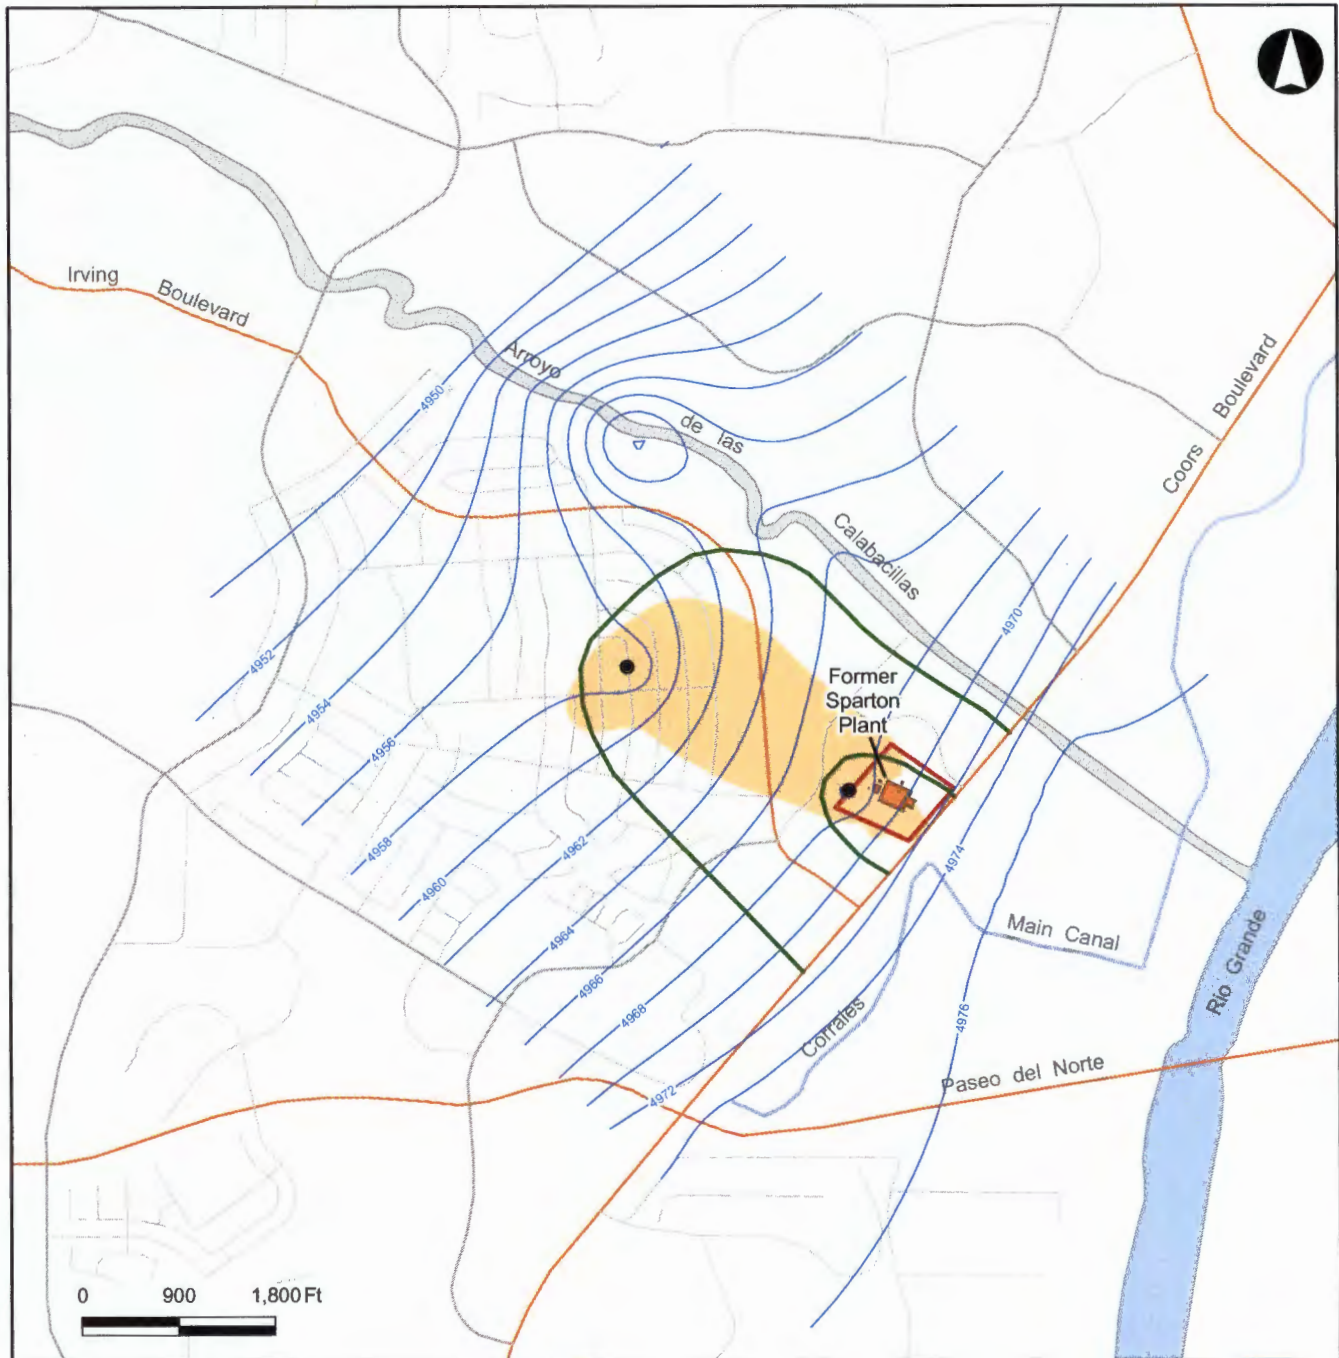 Irving Boulevard
Arroyo de las Calabacillas
Coors Boulevard
4950
4952
4954
4956
4958
4960
4962
4964
4966
4968
4970
4972
4974
4976
Former
Sparton
Plant
Main Canal
Corrales
Rio Grande
Paseo del Norte
0 900 1,800 Ft